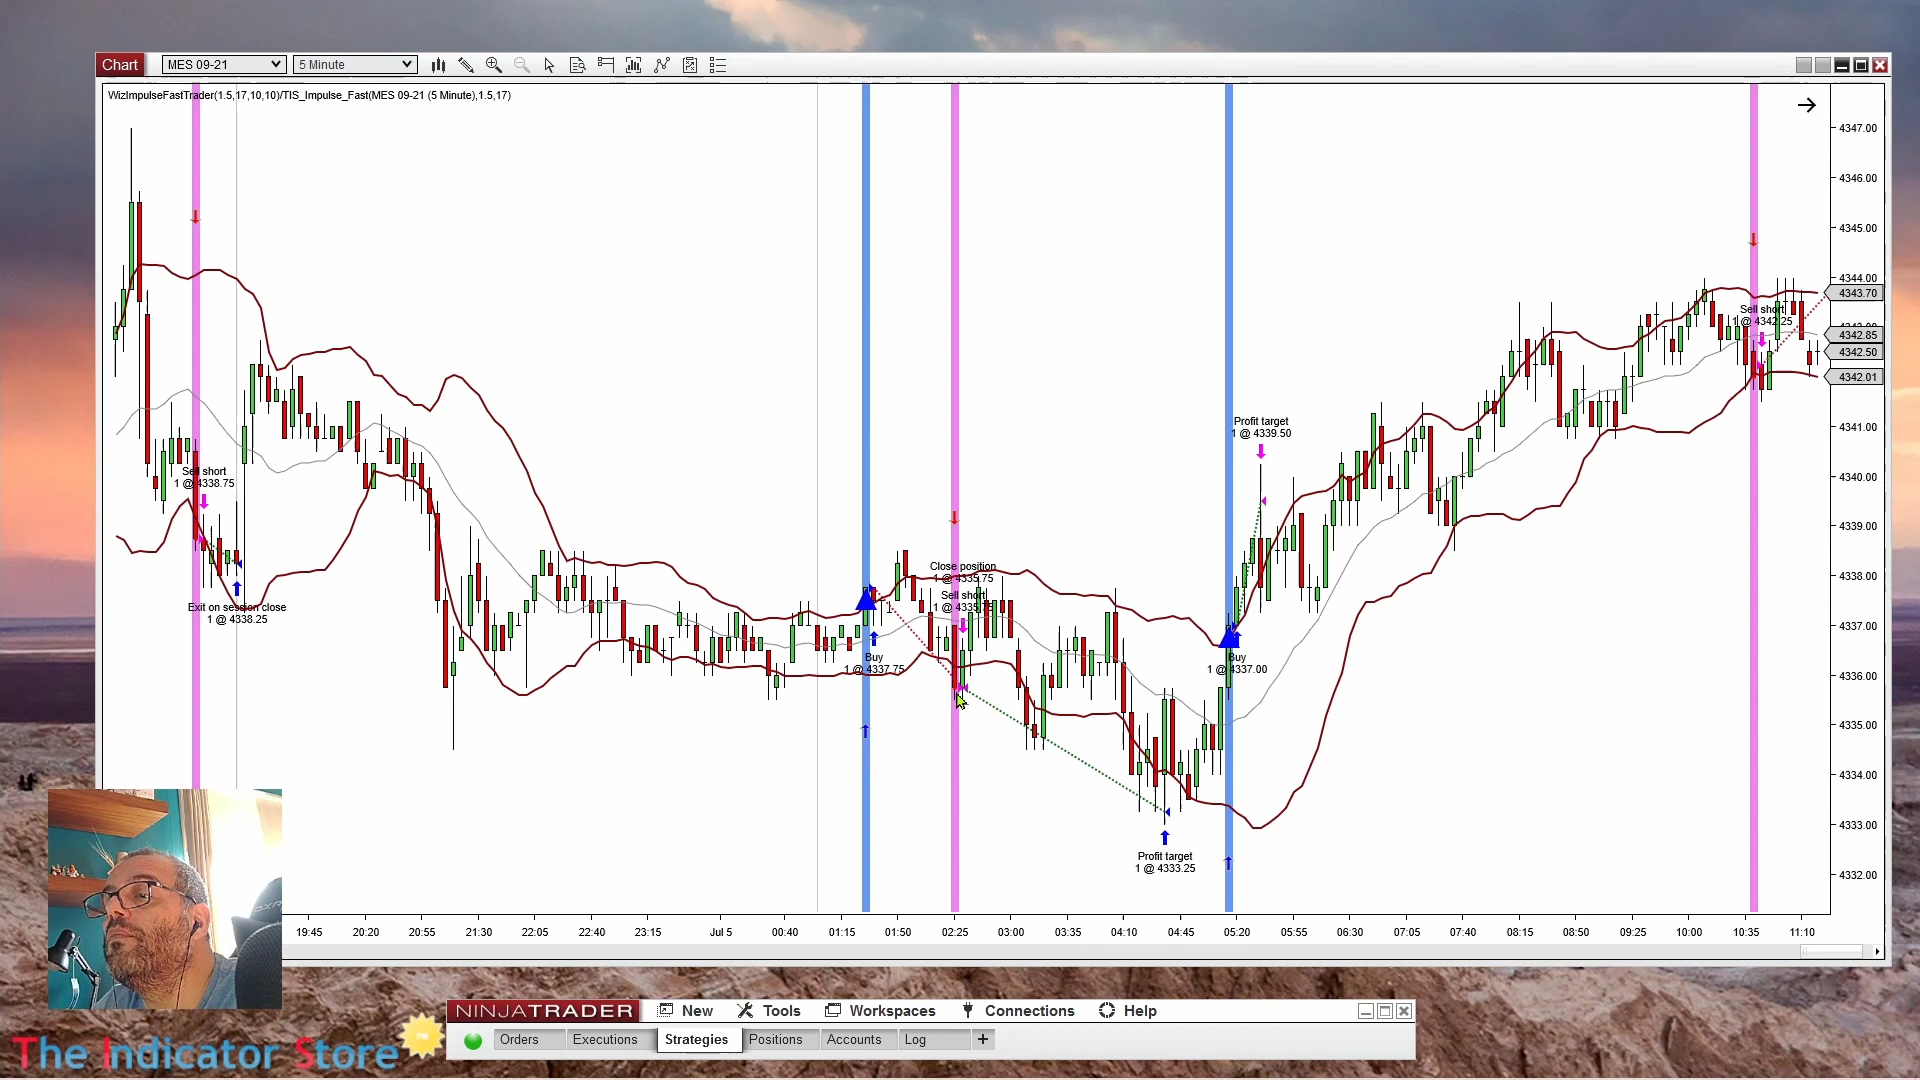 Chart
MES 09-21
5 Minute
WizImpulseFastTrader(1.5,17,10,10)/TIS_Impulse_Fast(MES 09-21 (5 Minute),1.5,17)
4347.00
4346.00
4345.00
4344.00
4343.70
4342.85
4342.50
4342.01
4341.00
4340.00
4339.00
4338.00
4337.00
4336.00
4335.00
4334.00
4333.00
4332.00
Sell short
1 @ 4338.75
Exit on session close
1 @ 4338.25
Buy
1 @ 4337.75
Close position
1 @ 4335.75
Sell short
1 @ 4335.75
Profit target
1 @ 4333.25
Buy
1 @ 4337.00
Profit target
1 @ 4339.50
Sell short
1 @ 4342.25
19:45 20:20 20:55 21:30 22:05 22:40 23:15 Jul 5 00:40 01:15 01:50 02:25 03:00 03:35 04:10 04:45 05:20 05:55 06:30 07:05 07:40 08:15 08:50 09:25 10:00 10:35 11:10
NINJATRADER New Tools Workspaces Connections Help
Orders Executions Strategies Positions Accounts Log +
The Indicator Store